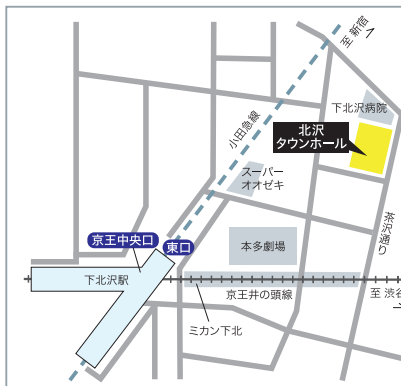 至 新宿
小田急線
下北沢病院
北沢
タウンホール
スーパー
オオゼキ
茶沢通り
京王中央口
東口
本多劇場
下北沢駅
京王井の頭線
至 渋谷
ミカン下北